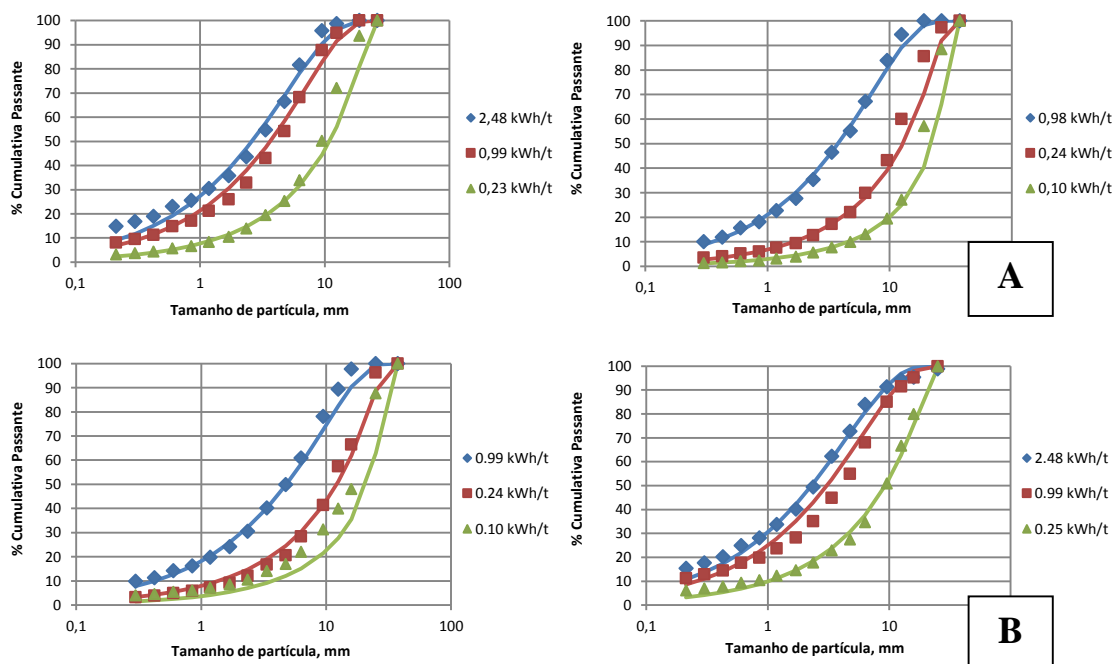 % Cumulativa Passante
100
90
80
70
60
50
40
30
20
10
0
0,1 1 10 100
Tamanho de partícula, mm
2,48 kWh/t
0,99 kWh/t
0,23 kWh/t
% Cumulativa Passante
100
90
80
70
60
50
40
30
20
10
0
0,1 1 10
Tamanho de partícula, mm
0,98 kWh/t
0,24 kWh/t
0,10 kWh/t
A
% Cumulativa Passante
100
90
80
70
60
50
40
30
20
10
0
0,1 1 10 100
Tamanho de partícula, mm
0.99 kWh/t
0.24 kWh/t
0.10 kWh/t
% Cumulativa Passante
100
90
80
70
60
50
40
30
20
10
0
0,1 1 10
Tamanho de partícula, mm
2.48 kWh/t
0.99 kWh/t
0.25 kWh/t
B